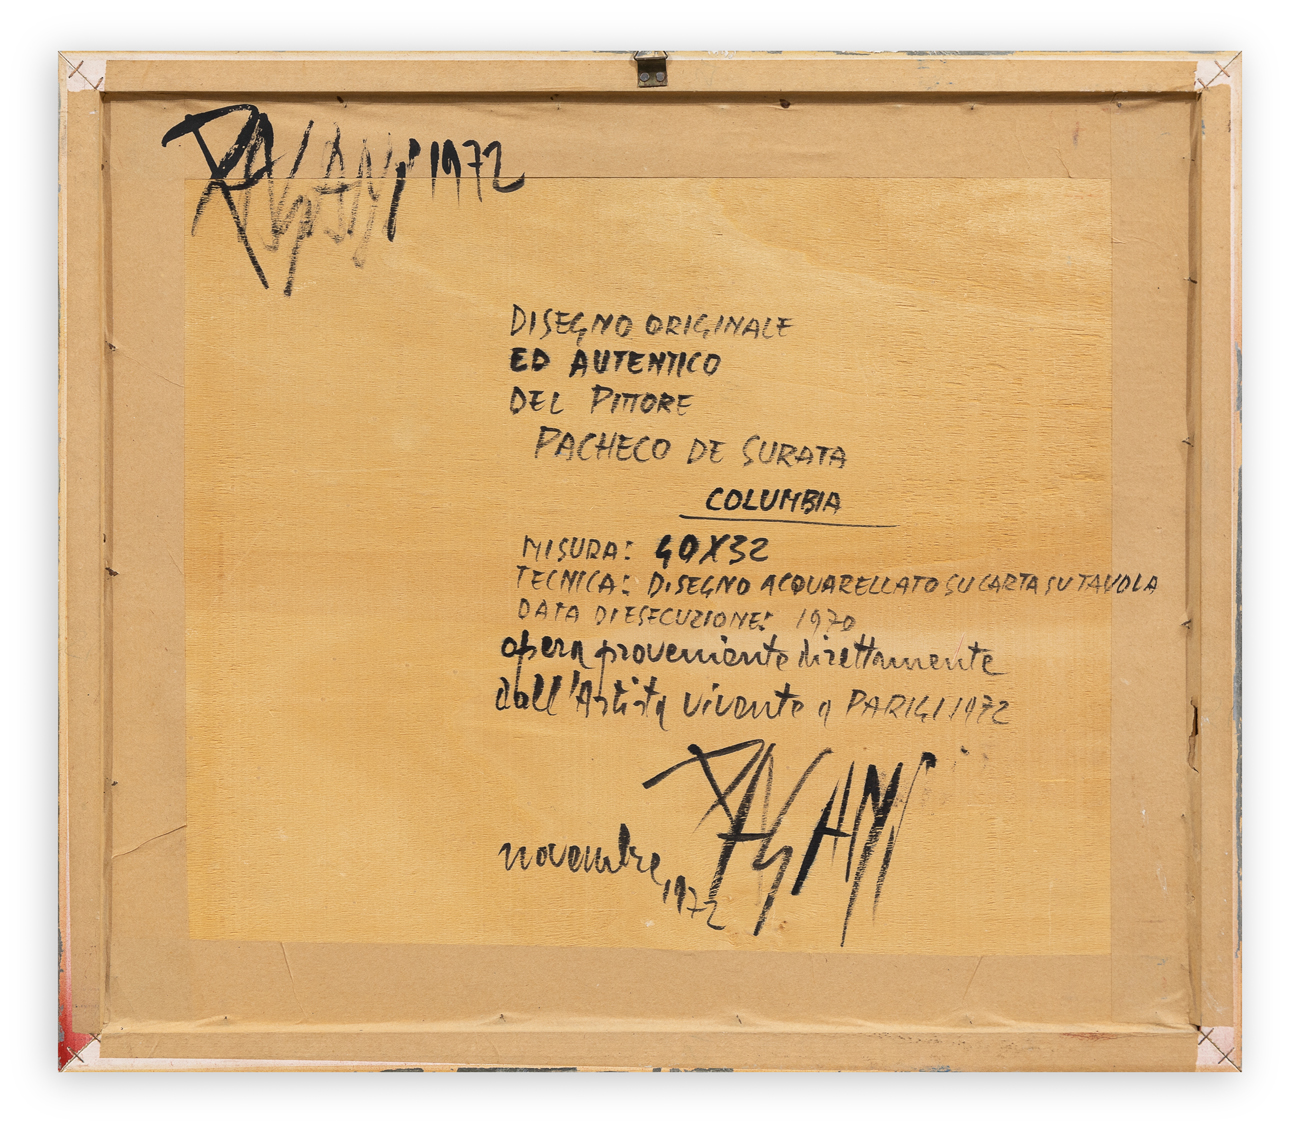 PAGANI 1972
DISEGNO ORIGINALE
ED AUTENTICO
DEL PITTORE
PACHECO DE SURATA
COLUMBIA
MISURA: 40X32
TECNICA: DISEGNO ACQUARELLATO SU CARTA SU TAVOLA
DATA DI ESECUZIONE: 1970
opera proveniente direttamente
dall'Artista vivente a PARIGI 1972
PAGANI
novembre 1972